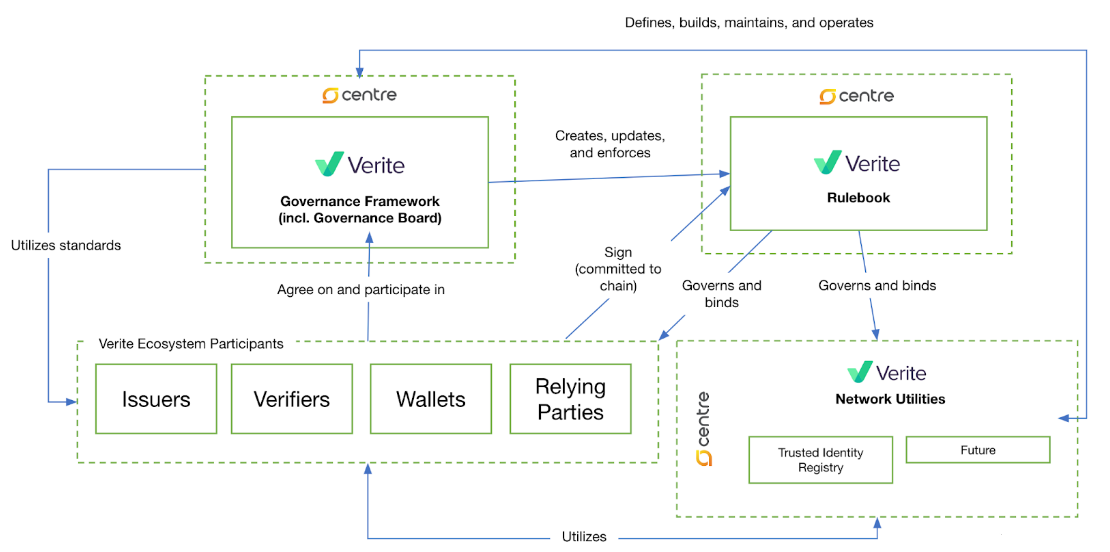 Defines, builds, maintains, and operates
centre
Verite
Governance Framework
(incl. Governance Board)
Creates, updates,
and enforces
centre
Verite
Rulebook
Utilizes standards
Agree on and participate in
Sign
(committed to
chain)
Governs and
binds
Governs and binds
Verite Ecosystem Participants
Issuers
Verifiers
Wallets
Relying
Parties
centre
Verite
Network Utilities
Trusted Identity
Registry
Future
Utilizes